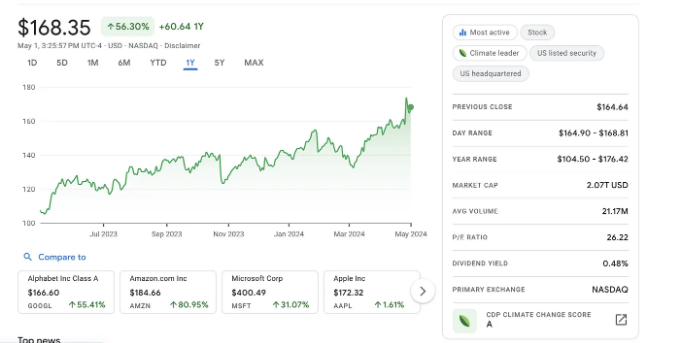 $168.35 ↑56.30% +60.64 1Y
May 1, 3:25:57 PM UTC-4 · USD · NASDAQ · Disclaimer
1D 5D 1M 6M YTD 1Y 5Y MAX
180
160
140
120
100
Jul 2023 Sep 2023 Nov 2023 Jan 2024 Mar 2024 May 2024
Compare to
Alphabet Inc Class A
$166.60
GOOGL ↑55.41%
Amazon.com Inc
$184.66
AMZN ↑80.95%
Microsoft Corp
$400.49
MSFT ↑31.07%
Apple Inc
$172.32
AAPL ↑1.61%
Top news
Most active Stock
Climate leader US listed security
US headquartered
PREVIOUS CLOSE $164.64
DAY RANGE $164.90 - $168.81
YEAR RANGE $104.50 - $176.42
MARKET CAP 2.07T USD
AVG VOLUME 21.17M
P/E RATIO 26.22
DIVIDEND YIELD 0.48%
PRIMARY EXCHANGE NASDAQ
CDP CLIMATE CHANGE SCORE
A